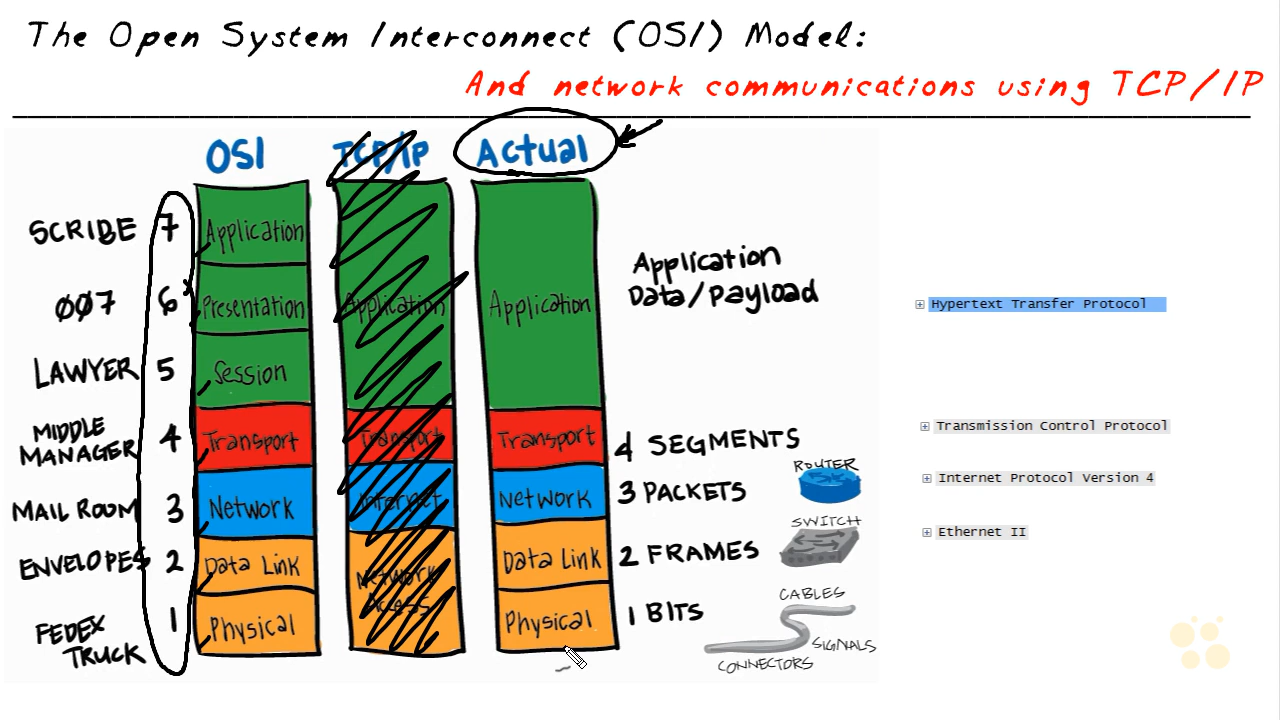 The Open System Interconnect (OSI) Model:
And network communications using TCP/IP
OSI TCP/IP Actual
SCRIBE 7 Application
ØØ7 6 Presentation
LAWYER 5 Session
MIDDLE
MANAGER 4 Transport
MAIL ROOM 3 Network
ENVELOPES 2 Data Link
FEDEX
TRUCK 1 Physical
Application
Transport
Internet
Network
Access
Application
Transport
Network
Data Link
Physical
Application
Data/Payload
4 SEGMENTS
3 PACKETS
2 FRAMES
1 BITS
ROUTER
SWITCH
CABLES
SIGNALS
CONNECTORS
Hypertext Transfer Protocol
Transmission Control Protocol
Internet Protocol Version 4
Ethernet II